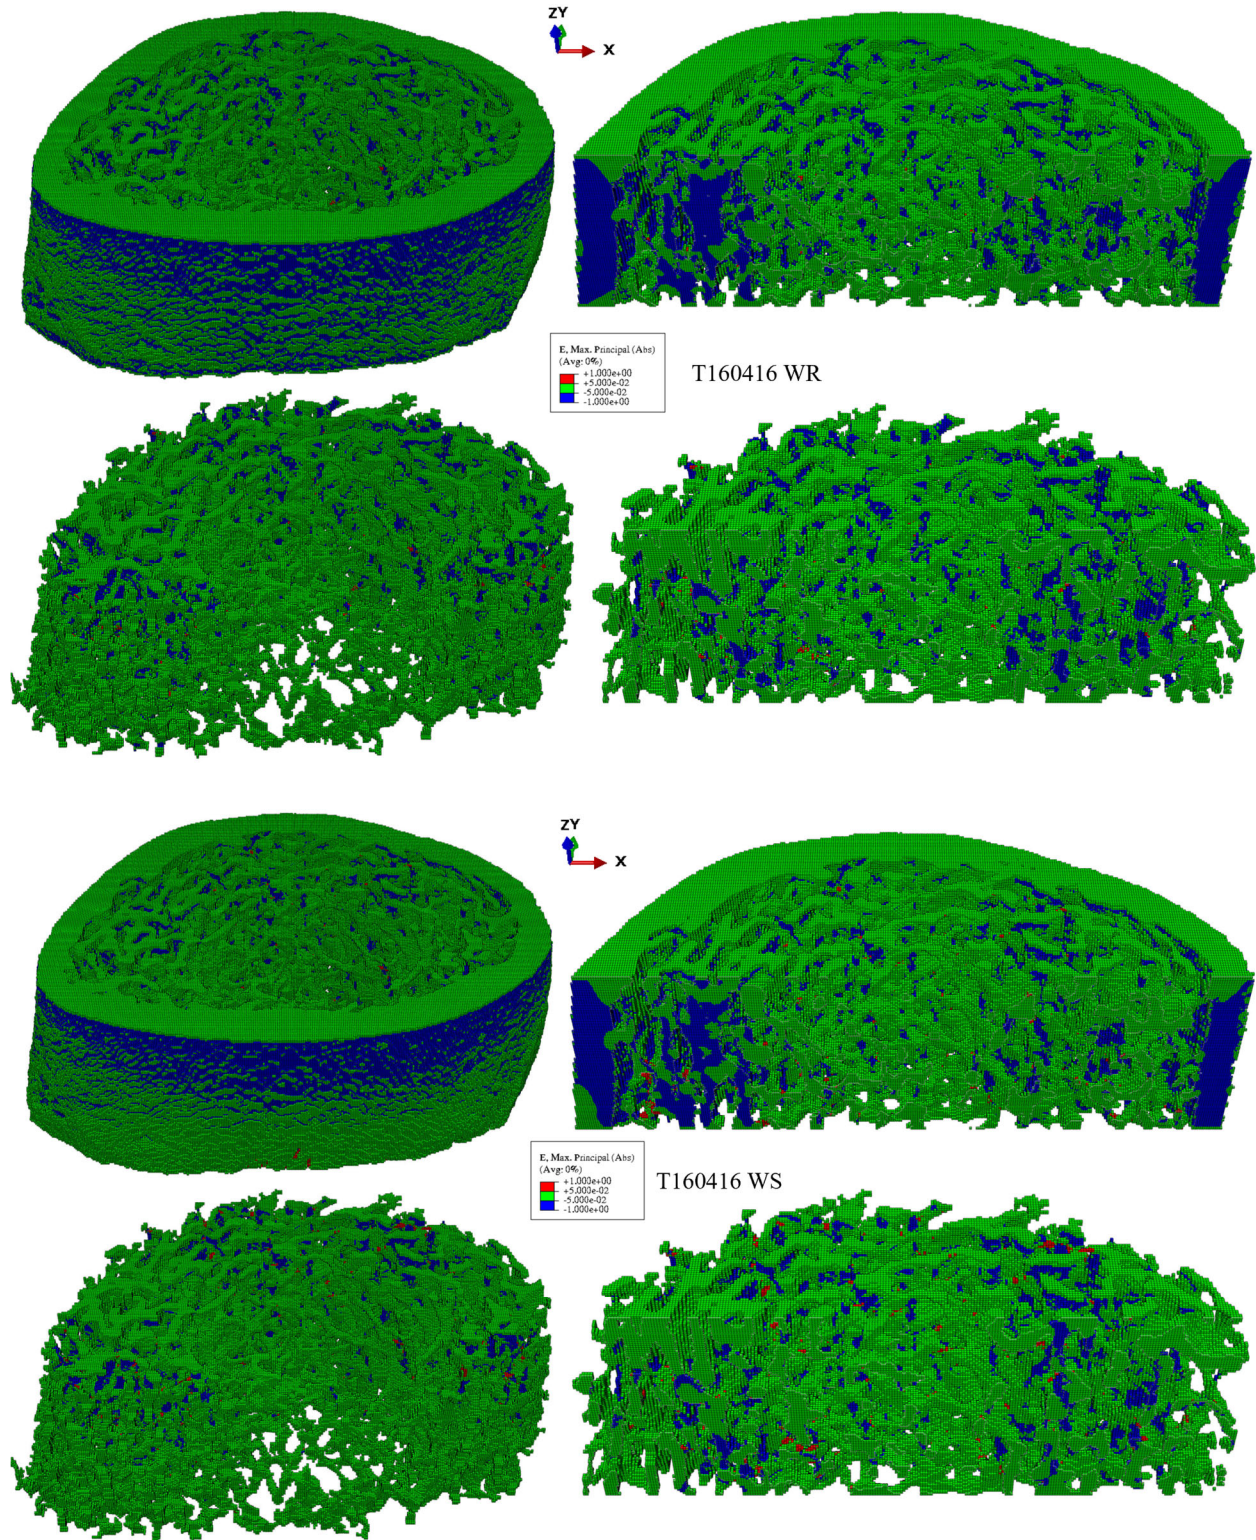 ZY
X
E, Max. Principal (Abs)
(Avg: 0%)
+1.000e+00
+5.000e-02
-5.000e-02
-1.000e+00
T160416 WR
ZY
X
E, Max. Principal (Abs)
(Avg: 0%)
+1.000e+00
+5.000e-02
-5.000e-02
-1.000e+00
T160416 WS